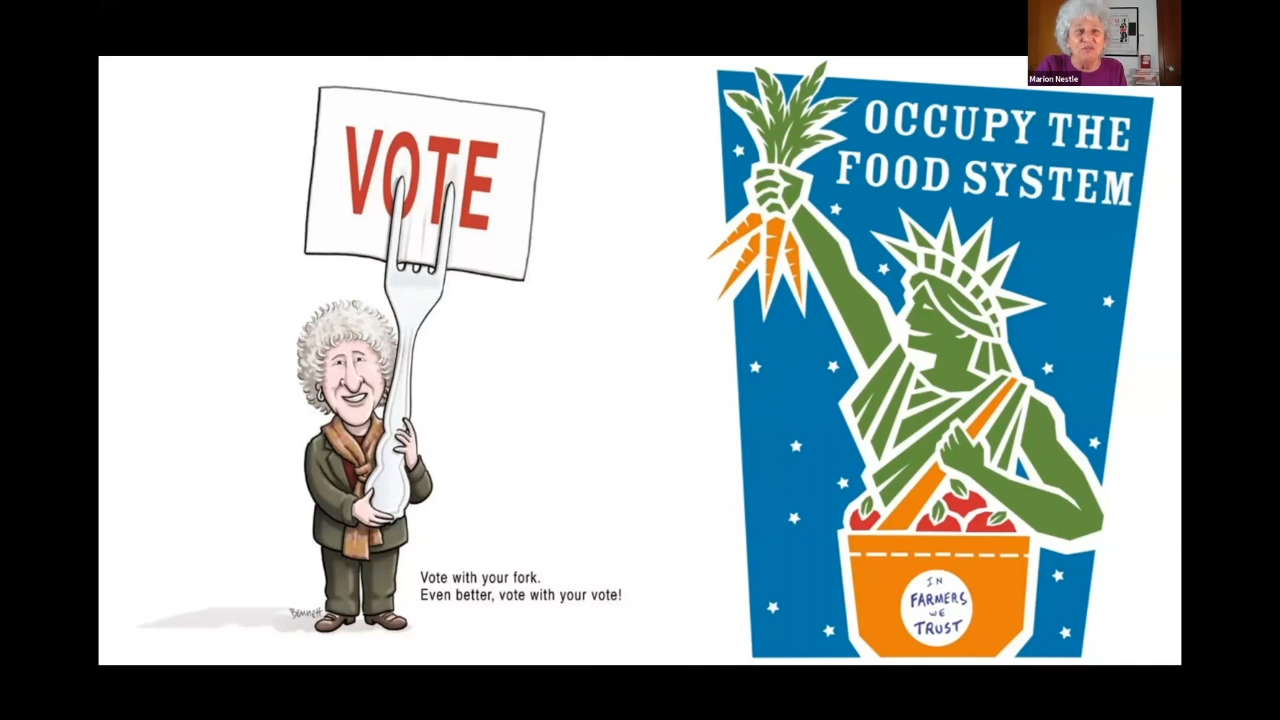 Marion Nestle
VOTE
Bennett
Vote with your fork.
Even better, vote with your vote!
OCCUPY THE
FOOD SYSTEM
IN
FARMERS
WE
TRUST